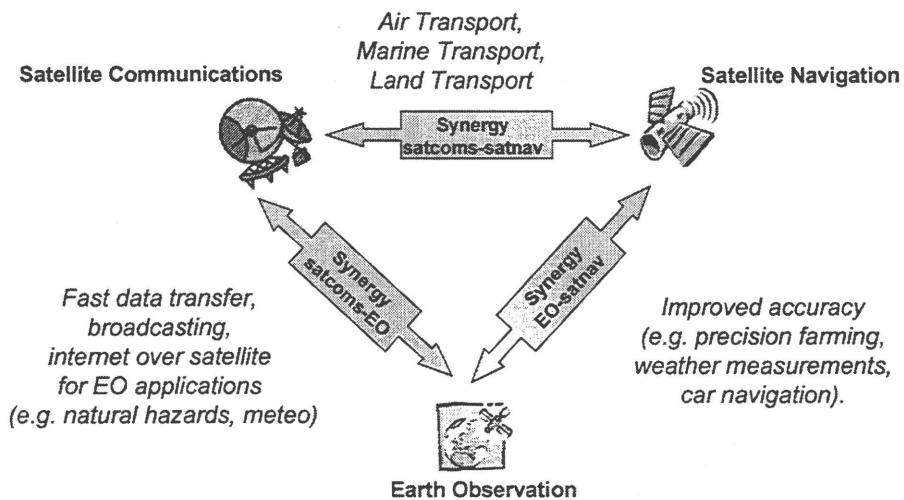 Air Transport,
Marine Transport,
Land Transport
Satellite Communications
Satellite Navigation
Synergy
satcoms-satnav
Synergy
satcoms-EO
Synergy
EO-satnav
Fast data transfer,
broadcasting,
internet over satellite
for EO applications
(e.g. natural hazards, meteo)
Improved accuracy
(e.g. precision farming,
weather measurements,
car navigation).
Earth Observation